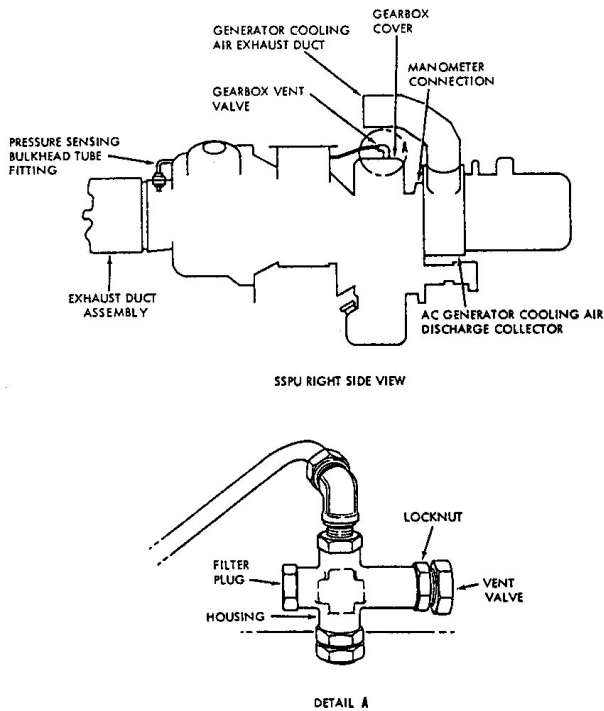 GEARBOX
COVER
GENERATOR COOLING
AIR EXHAUST DUCT
MANOMETER
CONNECTION
GEARBOX VENT
VALVE
A
PRESSURE SENSING
BULKHEAD TUBE
FITTING
EXHAUST DUCT
ASSEMBLY
AC GENERATOR COOLING AIR
DISCHARGE COLLECTOR
SSPU RIGHT SIDE VIEW
LOCKNUT
FILTER
PLUG
VENT
VALVE
HOUSING
DETAIL A